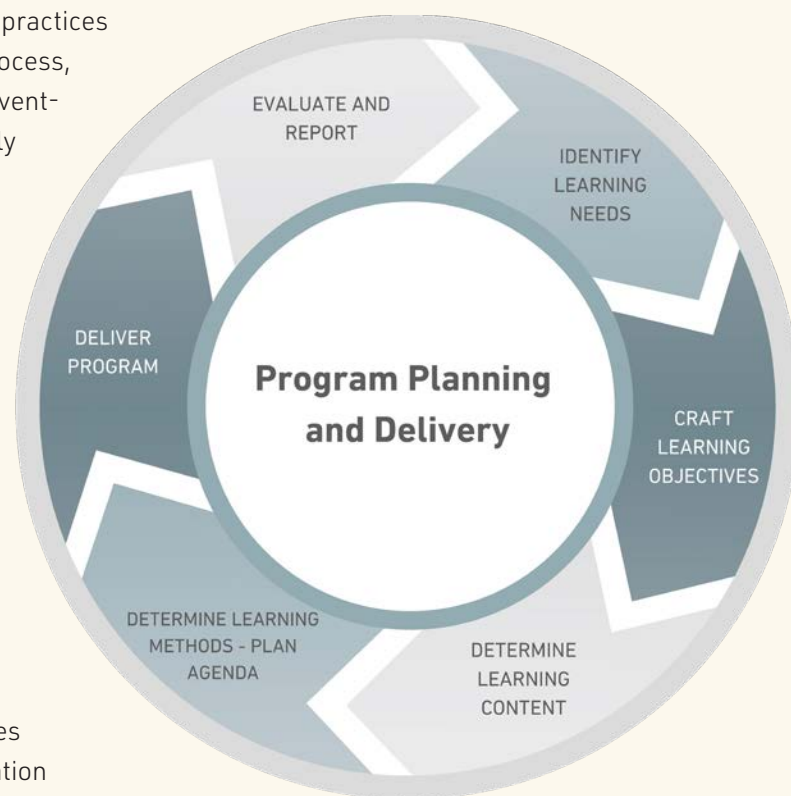 practices
ocess,
vent-
ly
EVALUATE AND
REPORT
IDENTIFY
LEARNING
NEEDS
CRAFT
LEARNING
OBJECTIVES
DETERMINE
LEARNING
CONTENT
DETERMINE LEARNING
METHODS - PLAN
AGENDA
DELIVER
PROGRAM
Program Planning
and Delivery
es
ation